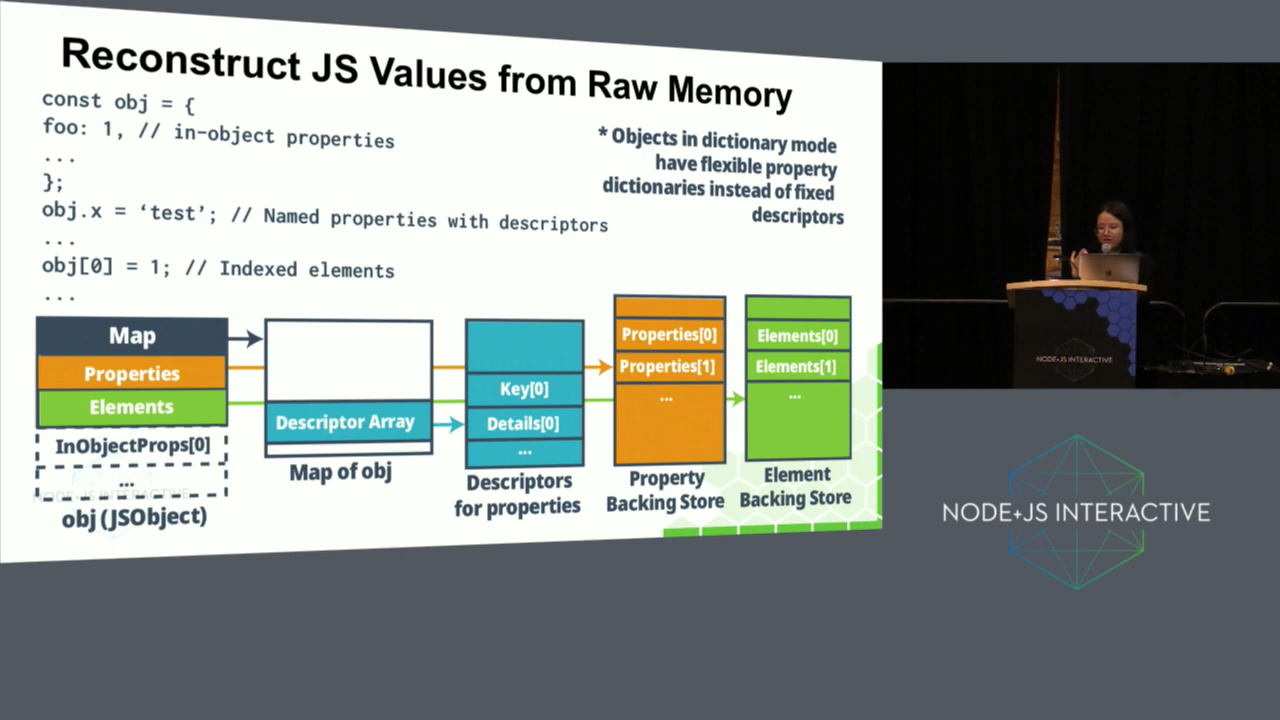 Reconstruct JS Values from Raw Memory
const obj = {
foo: 1, // in-object properties
...
};
obj.x = ‘test’; // Named properties with descriptors
...
obj[0] = 1; // Indexed elements
...
* Objects in dictionary mode
have flexible property
dictionaries instead of fixed
descriptors
Map
Properties
Elements
InObjectProps[0]
...
obj (JSObject)
Descriptor Array
Map of obj
Key[0]
Details[0]
...
Descriptors
for properties
Properties[0]
Properties[1]
...
Property
Backing Store
Elements[0]
Elements[1]
...
Element
Backing Store
NODE+JS INTERACTIVE
NODE+JS INTERACTIVE
NODE+JS INTERACTIVE